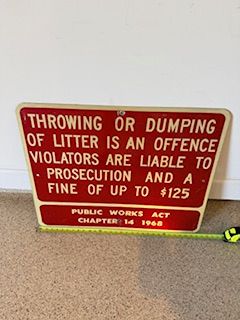 THROWING OR DUMPING
OF LITTER IS AN OFFENCE
VIOLATORS ARE LIABLE TO
PROSECUTION AND A
FINE OF UP TO $125
PUBLIC WORKS ACT
CHAPTER 14 1968